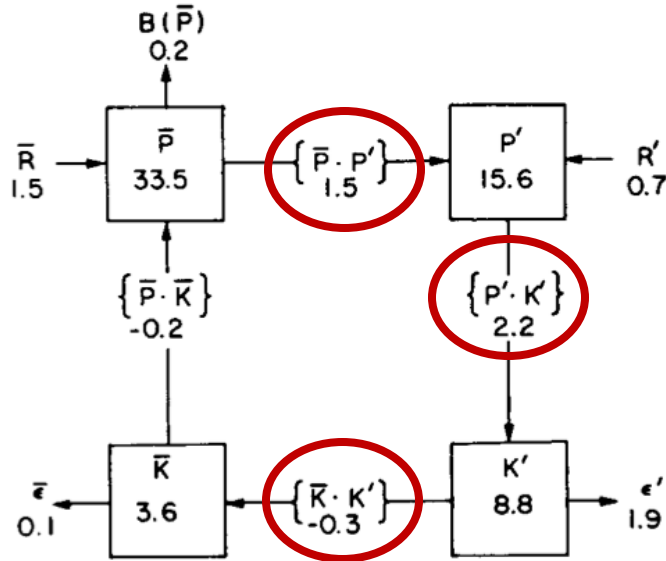 B(P̅)
0.2
R̅
1.5
P̅
33.5
{P̅ · P′}
1.5
P′
15.6
R′
0.7
{P̅ · K̅}
-0.2
{P′ · K′}
2.2
ε̅
0.1
K̅
3.6
{K̅ · K′}
-0.3
K′
8.8
ε′
1.9